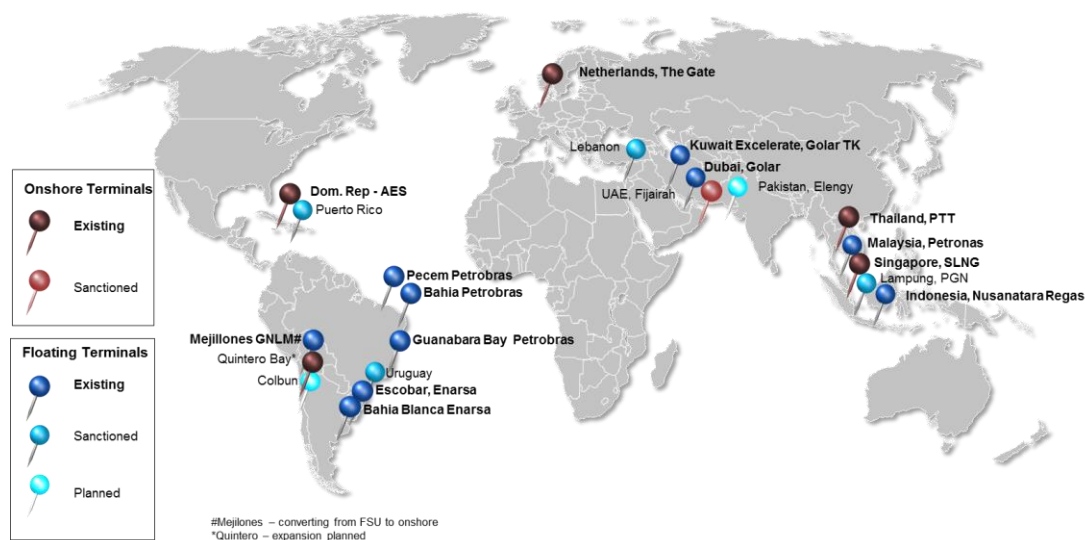 Netherlands, The Gate
Lebanon
Kuwait Excelerate, Golar TK
Dubai, Golar
UAE, Fijairah
Pakistan, Elengy
Onshore Terminals
Existing
Sanctioned
Dom. Rep - AES
Puerto Rico
Thailand, PTT
Malaysia, Petronas
Singapore, SLNG
Lampung, PGN
Indonesia, Nusanatara Regas
Pecem Petrobras
Bahia Petrobras
Mejillones GNLM#
Guanabara Bay Petrobras
Quintero Bay*
Colbun
Uruguay
Escobar, Enarsa
Bahia Blanca Enarsa
Floating Terminals
Existing
Sanctioned
Planned
#Mejilones – converting from FSU to onshore
*Quintero – expansion planned